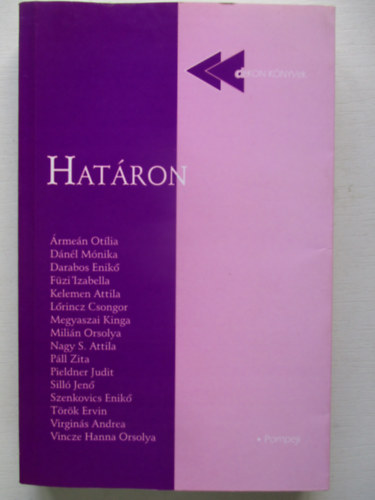 dEKON KÖNYVEK
HATÁRON
Ármeán Otília
Dánél Mónika
Darabos Enikő
Füzi Izabella
Kelemen Attila
Lőrincz Csongor
Megyaszai Kinga
Milián Orsolya
Nagy S. Attila
Páll Zita
Pieldner Judit
Silló Jenő
Szenkovics Enikő
Török Ervin
Virginás Andrea
Vincze Hanna Orsolya
• Pompeji